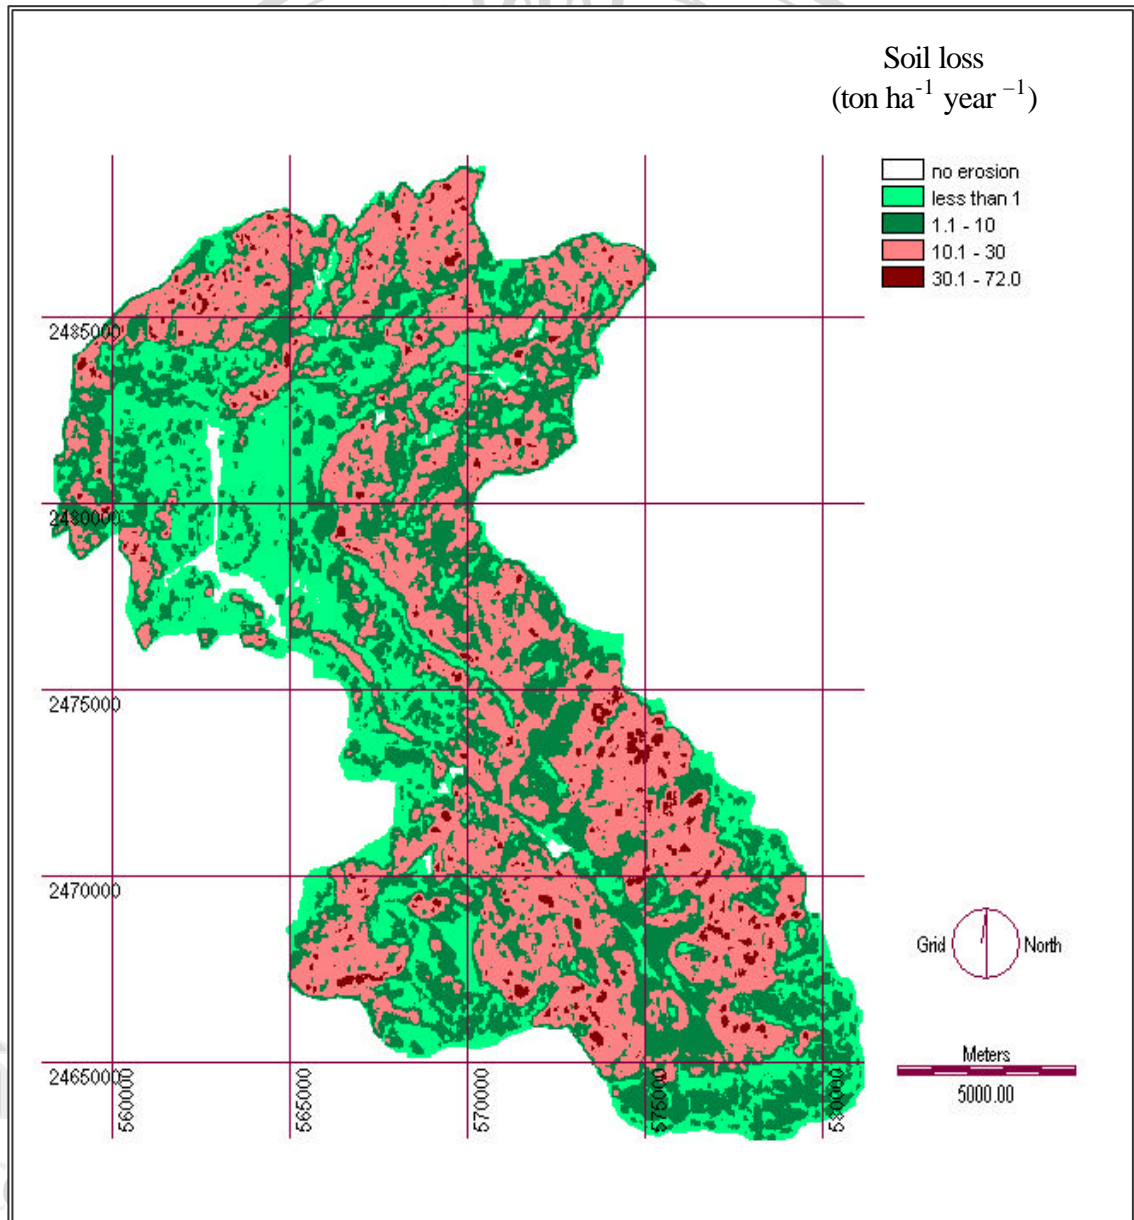 Soil loss
(ton ha-1 year –1)
no erosion
less than 1
1.1 - 10
10.1 - 30
30.1 - 72.0
2485000
2480000
2475000
2470000
2465000
560000
565000
570000
575000
580000
Grid North
Meters
5000.00